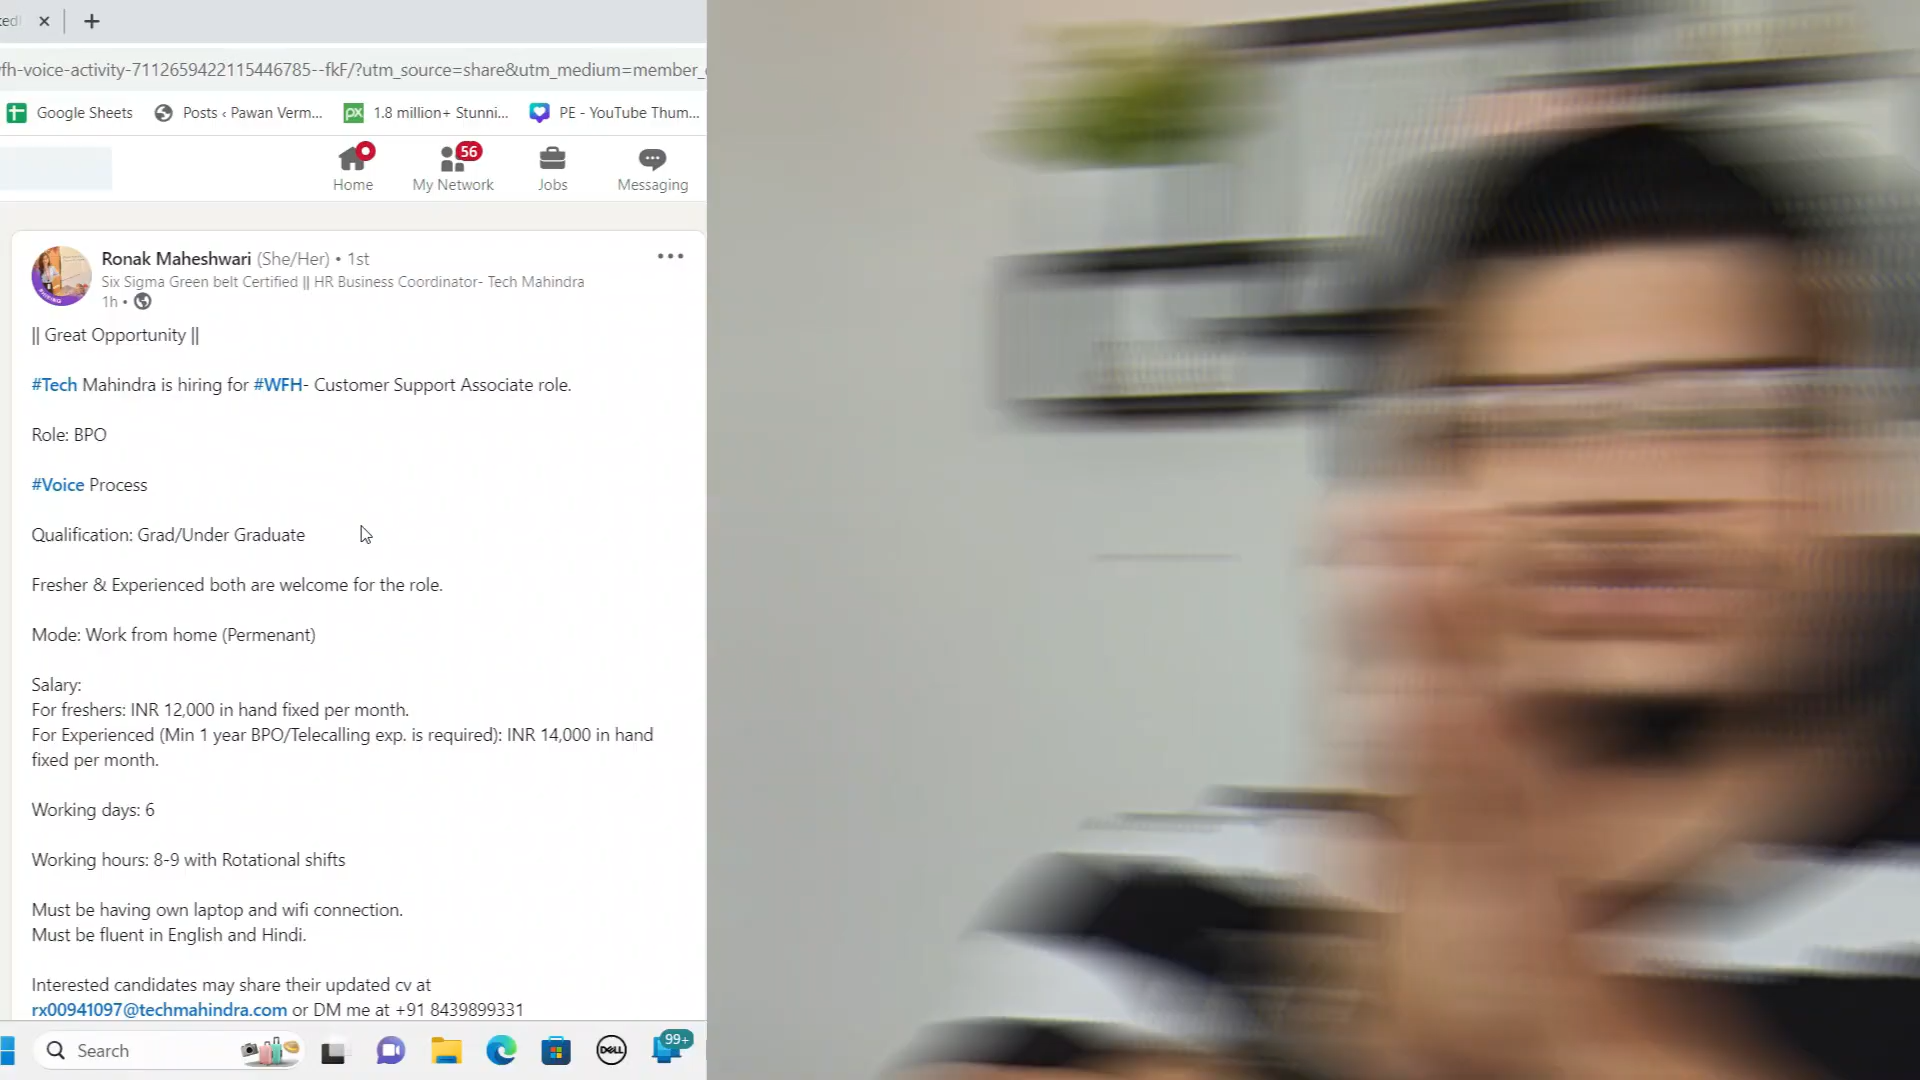 fh-voice-activity-7112659422115446785--fkF/?utm_source=share&utm_medium=member_
Google Sheets
Posts ‹ Pawan Verm...
px
1.8 million+ Stunni...
PE - YouTube Thum...
56
Home
My Network
Jobs
Messaging
Ronak Maheshwari (She/Her) • 1st
Six Sigma Green belt Certified || HR Business Coordinator- Tech Mahindra
1h •
|| Great Opportunity ||
#Tech Mahindra is hiring for #WFH- Customer Support Associate role.
Role: BPO
#Voice Process
Qualification: Grad/Under Graduate
Fresher & Experienced both are welcome for the role.
Mode: Work from home (Permenant)
Salary:
For freshers: INR 12,000 in hand fixed per month.
For Experienced (Min 1 year BPO/Telecalling exp. is required): INR 14,000 in hand
fixed per month.
Working days: 6
Working hours: 8-9 with Rotational shifts
Must be having own laptop and wifi connection.
Must be fluent in English and Hindi.
Interested candidates may share their updated cv at
rx00941097@techmahindra.com or DM me at +91 8439899331
Search
DELL
99+